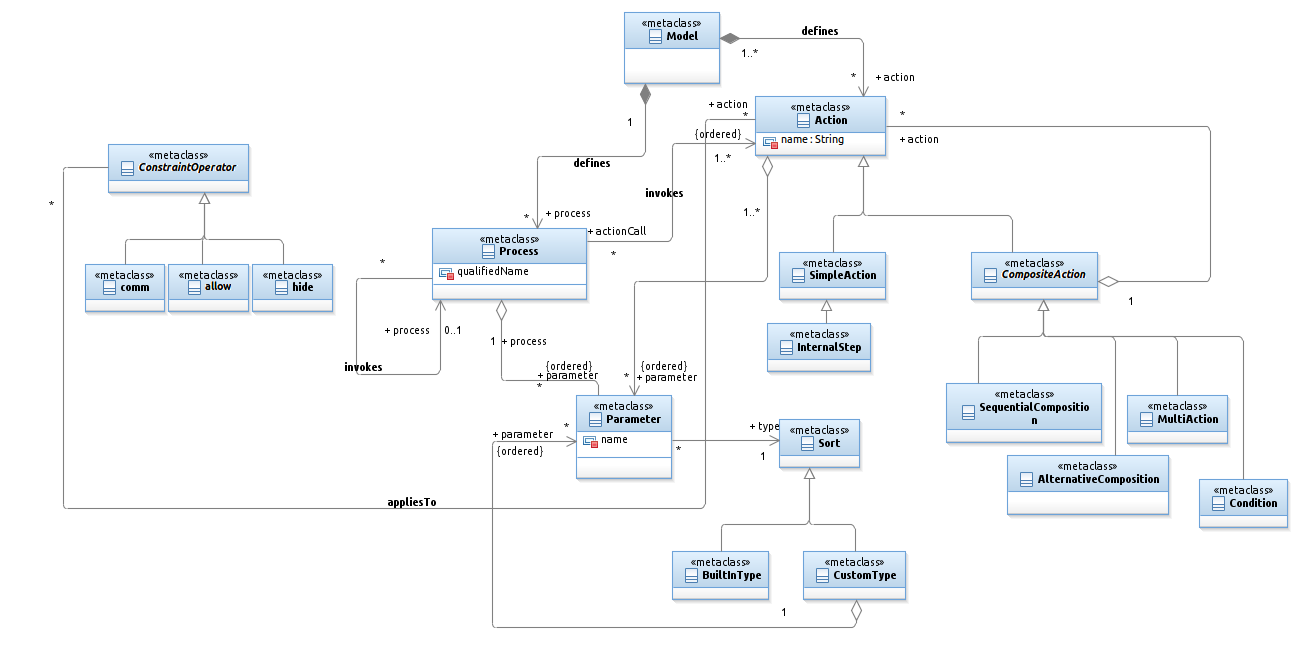 «metaclass»
Model
defines
1..*
*
+ action
1
defines
*
+ process
«metaclass»
Action
name : String
+ action
*
{ordered}
1..*
invokes
+ actionCall
*
*
+ action
1
1..*
«metaclass»
ConstraintOperator
*
«metaclass»
comm
«metaclass»
allow
«metaclass»
hide
«metaclass»
Process
qualifiedName
*
+ process
0..1
invokes
1
+ process
{ordered}
+ parameter
*
{ordered}
*
+ parameter
«metaclass»
SimpleAction
«metaclass»
CompositeAction
«metaclass»
InternalStep
«metaclass»
SequentialCompositio
n
«metaclass»
MultiAction
«metaclass»
AlternativeComposition
«metaclass»
Condition
«metaclass»
Parameter
name
*
+ parameter
{ordered}
*
+ type
1
«metaclass»
Sort
appliesTo
«metaclass»
BuiltInType
«metaclass»
CustomType
1